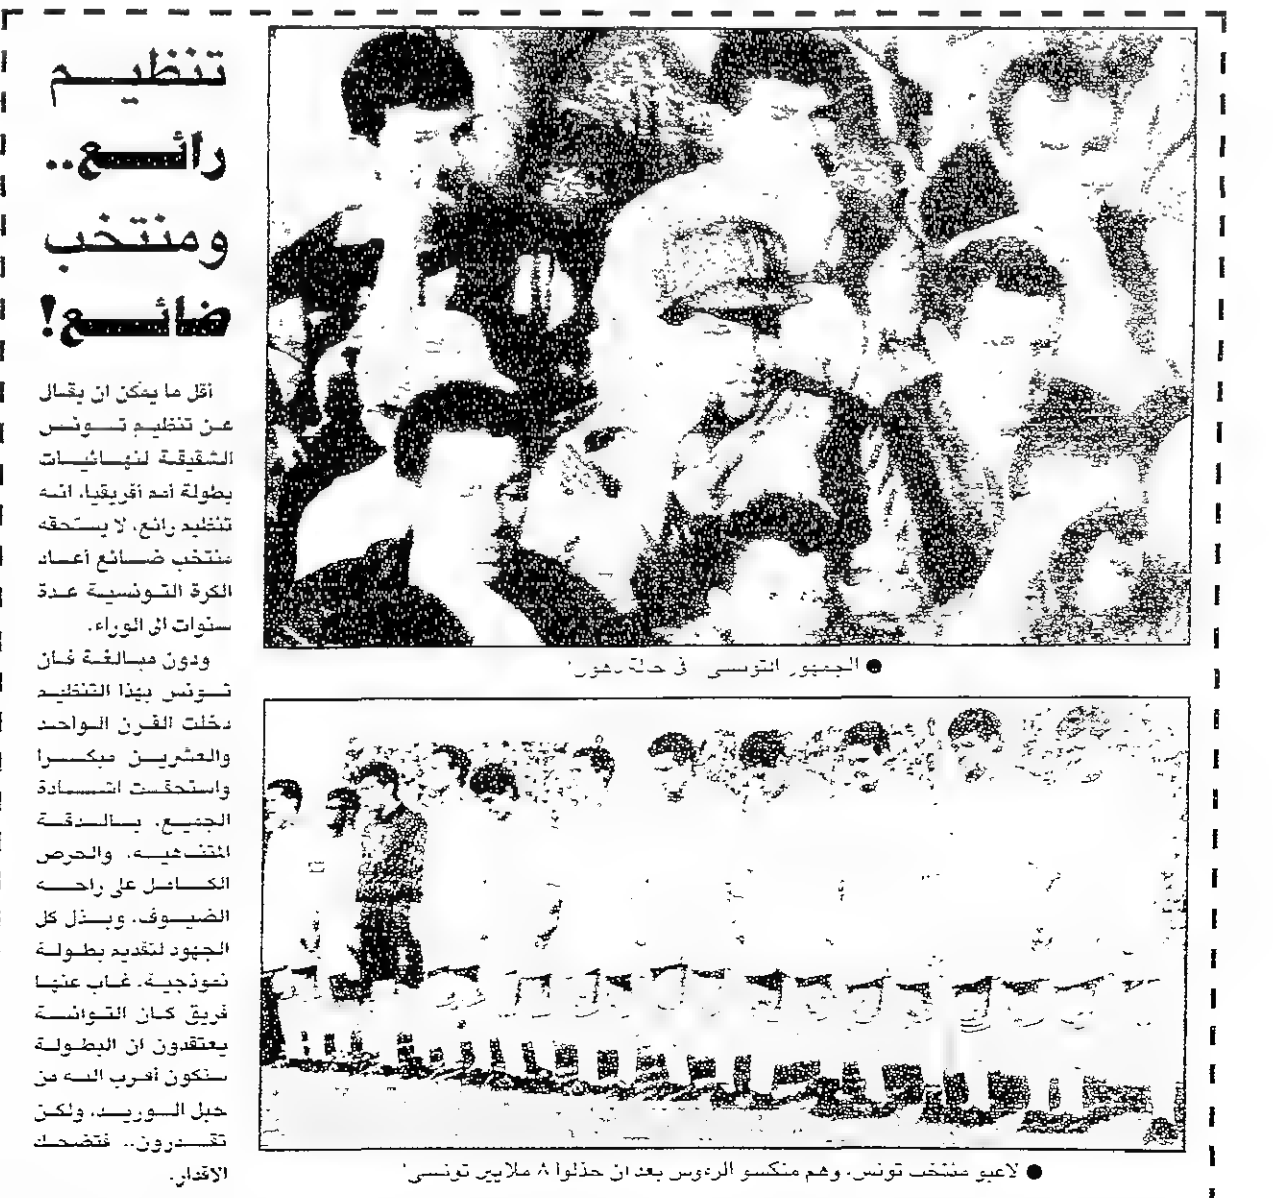 تنظيم
رائع..
ومنتخب
ضائع!
أقل ما يمكن ان يقال
عن تنظيم تونس
الشقيقة لنهائيات
بطولة أمم أفريقيا، انه
تنظيم رائع، لا يستحقه
منتخب ضائع أعاد
الكرة التونسية عدة
سنوات الى الوراء.
ودون مبالغة فان
تونس بهذا التنظيم
دخلت القرن الواحد
والعشرين مبكرا
واستحقت اشادة
الجميع، بالدقة
المتناهية، والحرص
الكامل على راحة
الضيوف، وبذل كل
الجهود لتقديم بطولة
نموذجية، غاب عنها
فريق كان التوانسة
يعتقدون ان البطولة
ستكون أقرب اليه من
حبل الوريد، ولكن
تقدرون.. فتضحك
الاقدار.
● الجمهور التونسي في حالة ذهول!
● لاعبو منتخب تونس، وهم منكسو الرءوس بعد ان خذلوا ٨ ملايين تونسي!